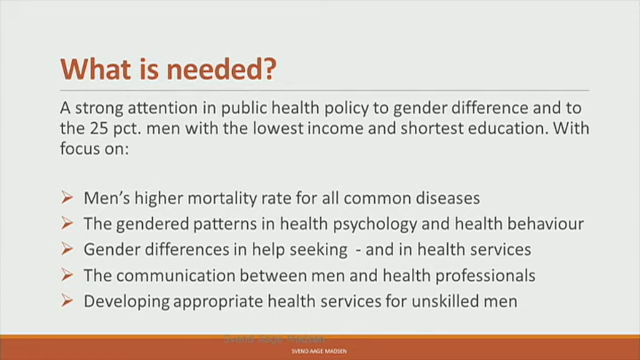 What is needed?
A strong attention in public health policy to gender difference and to
the 25 pct. men with the lowest income and shortest education. With
focus on:
Men's higher mortality rate for all common diseases
The gendered patterns in health psychology and health behaviour
Gender differences in help seeking - and in health services
The communication between men and health professionals
Developing appropriate health services for unskilled men
SVEND AAGE MADSEN